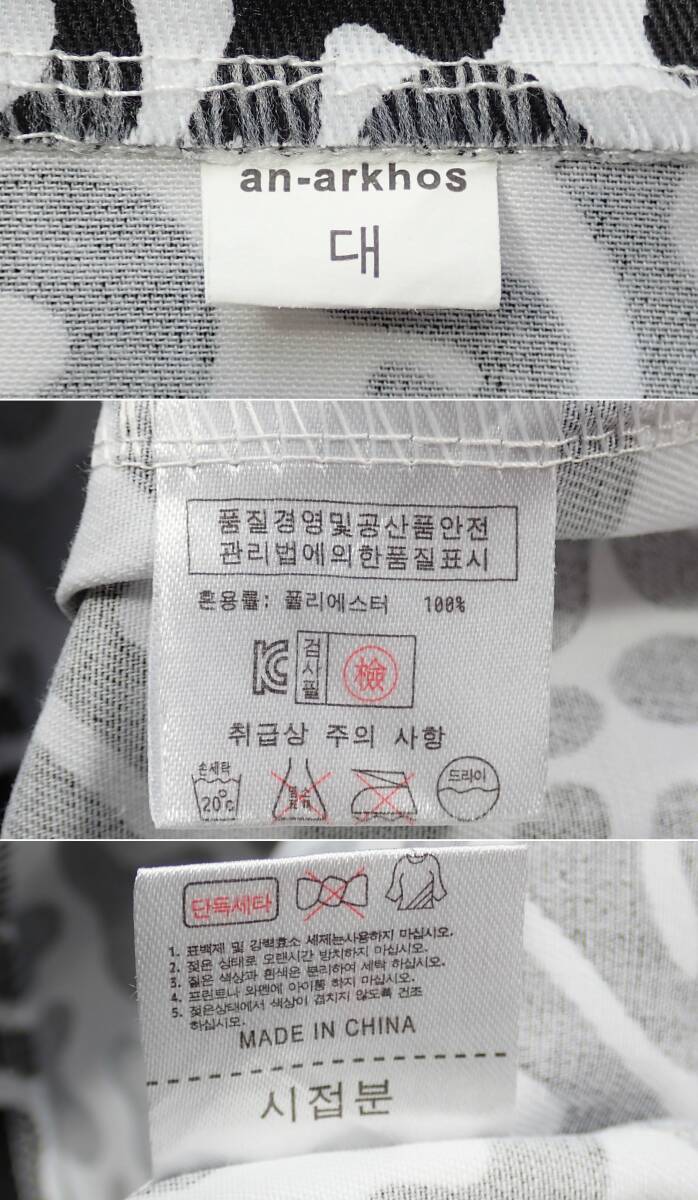 an-arkhos
대
품질경영및공산품안전
관리법에의한품질표시
혼용률: 폴리에스터 100%
KC 검사필 檢
취급상 주의 사항
손세탁
20℃
염소
표백
드라이
단독세타
1. 표백제 및 강력효소 세제는사용하지 마십시오.
2. 젖은 상태로 오랜시간 방치하지 마십시오.
3. 짙은 색상과 흰색은 분리하여 세탁 하십시오.
4. 프린트나 와펜에 아이롱 하지 마십시오.
5. 젖은상태에서 색상이 겹치지 않도록 건조
하십시오.
MADE IN CHINA
시접분